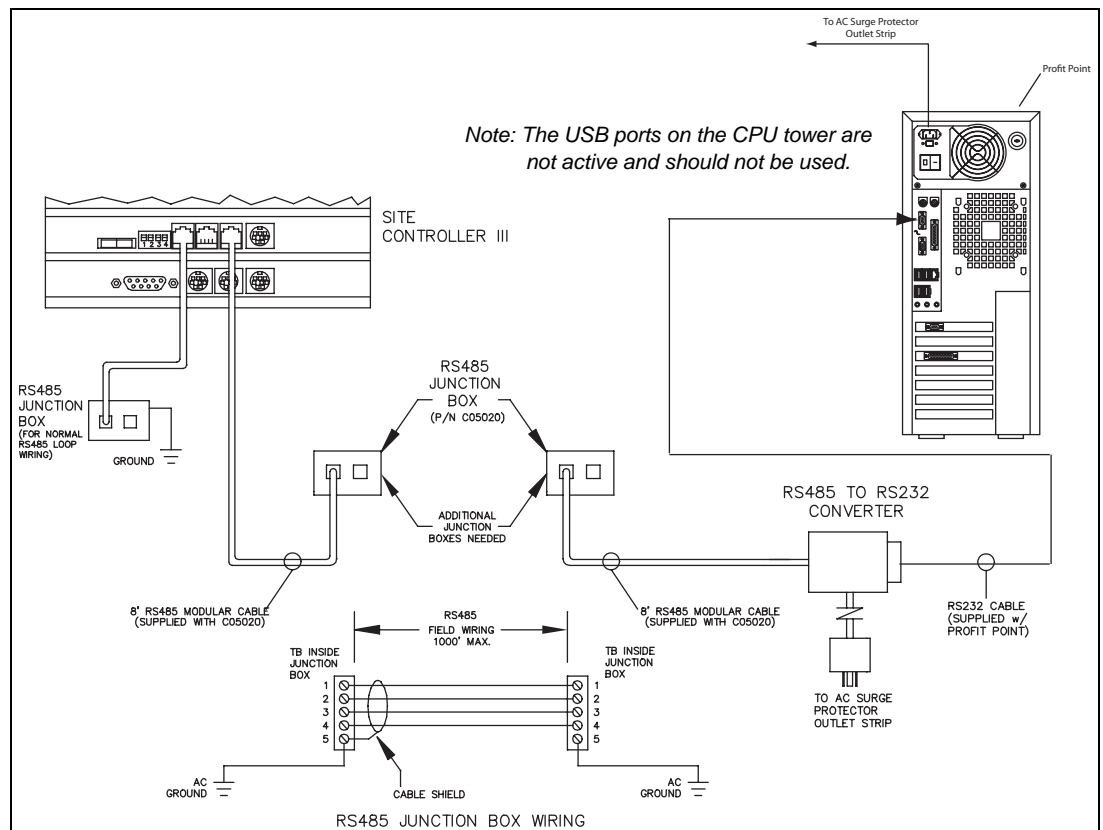 To AC Surge Protector
Outlet Strip
Profit Point
Note: The USB ports on the CPU tower are
not active and should not be used.
SITE
CONTROLLER III
1 2 3 4
RS485
JUNCTION
BOX
(FOR NORMAL
RS485 LOOP
WIRING)
GROUND
RS485
JUNCTION
BOX
(P/N C05020)
ADDITIONAL
JUNCTION
BOXES NEEDED
RS485 TO RS232
CONVERTER
8' RS485 MODULAR CABLE
(SUPPLIED WITH C05020)
8' RS485 MODULAR CABLE
(SUPPLIED WITH C05020)
RS232 CABLE
(SUPPLIED w/
PROFIT POINT)
RS485
FIELD WIRING
1000' MAX.
TB INSIDE
JUNCTION
BOX
1
2
3
4
5
TB INSIDE
JUNCTION
BOX
1
2
3
4
5
TO AC SURGE
PROTECTOR
OUTLET STRIP
AC
GROUND
CABLE SHIELD
AC
GROUND
RS485 JUNCTION BOX WIRING